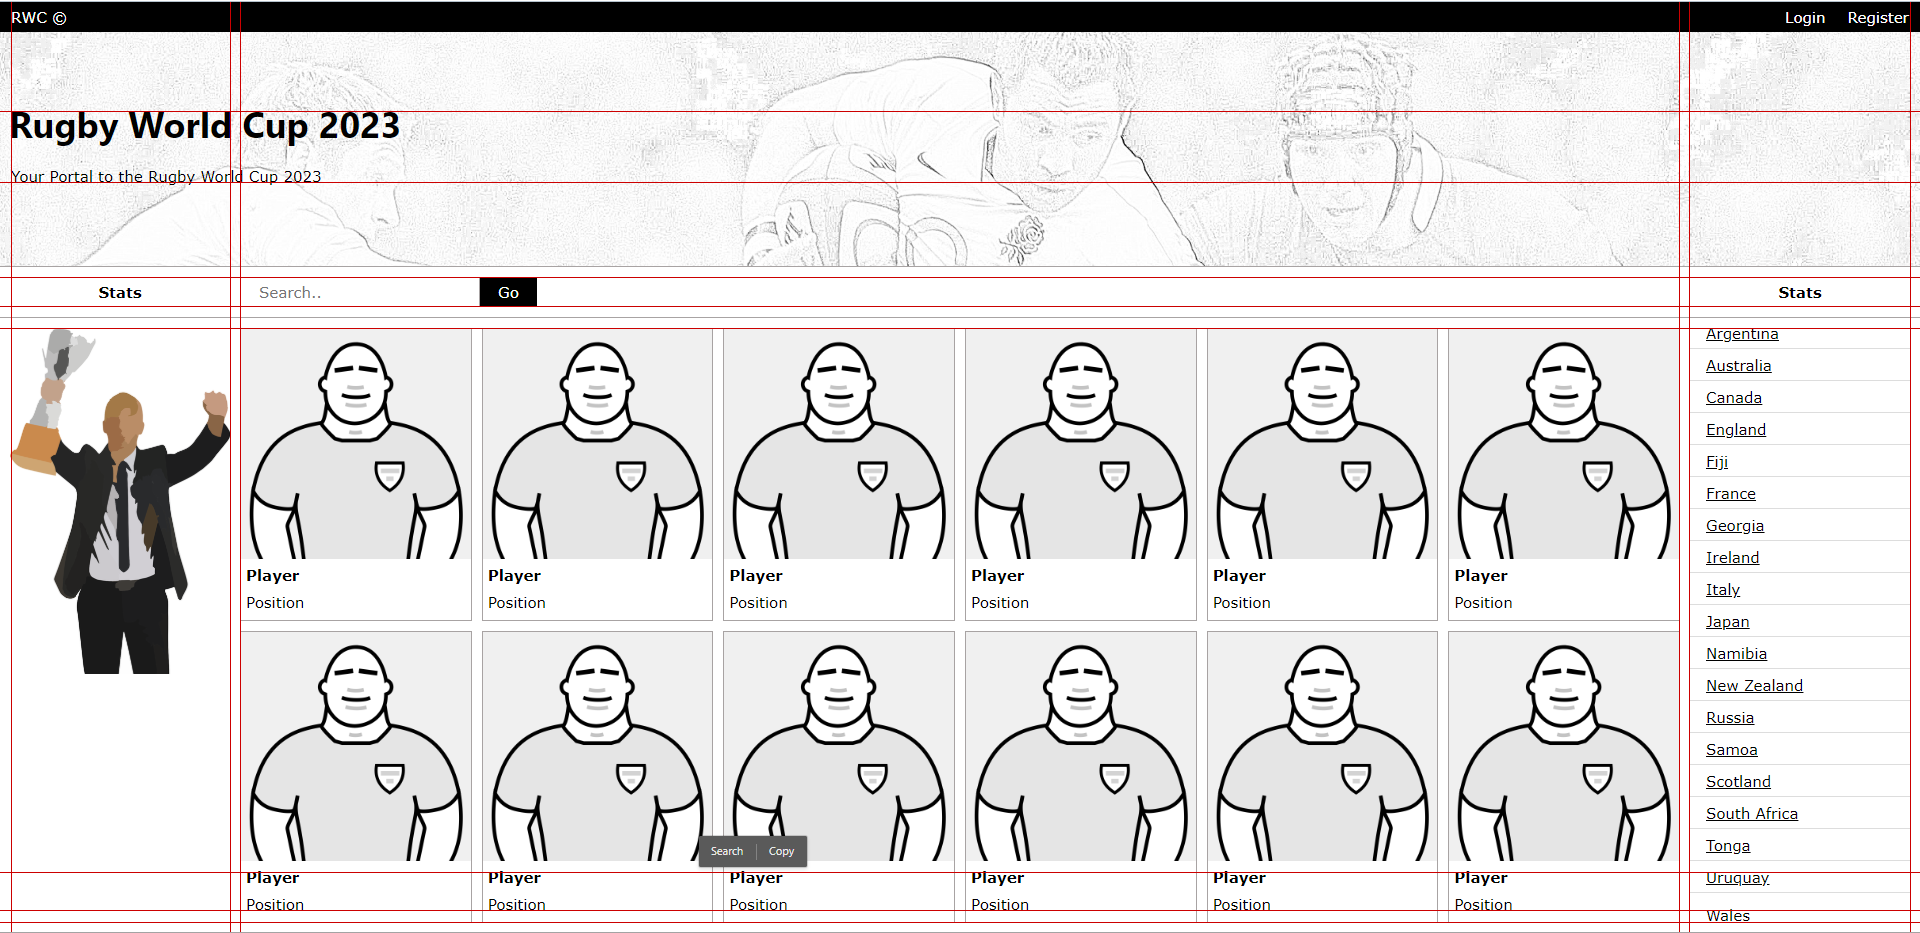 RWC ©
Login Register
Rugby World Cup 2023
Your Portal to the Rugby World Cup 2023
Stats
Search..
Go
Stats
Player
Position
Player
Position
Player
Position
Player
Position
Player
Position
Player
Position
Player
Position
Player
Position
Player
Position
Player
Position
Player
Position
Player
Position
Search
Copy
Argentina
Australia
Canada
England
Fiji
France
Georgia
Ireland
Italy
Japan
Namibia
New Zealand
Russia
Samoa
Scotland
South Africa
Tonga
Uruquay
Wales